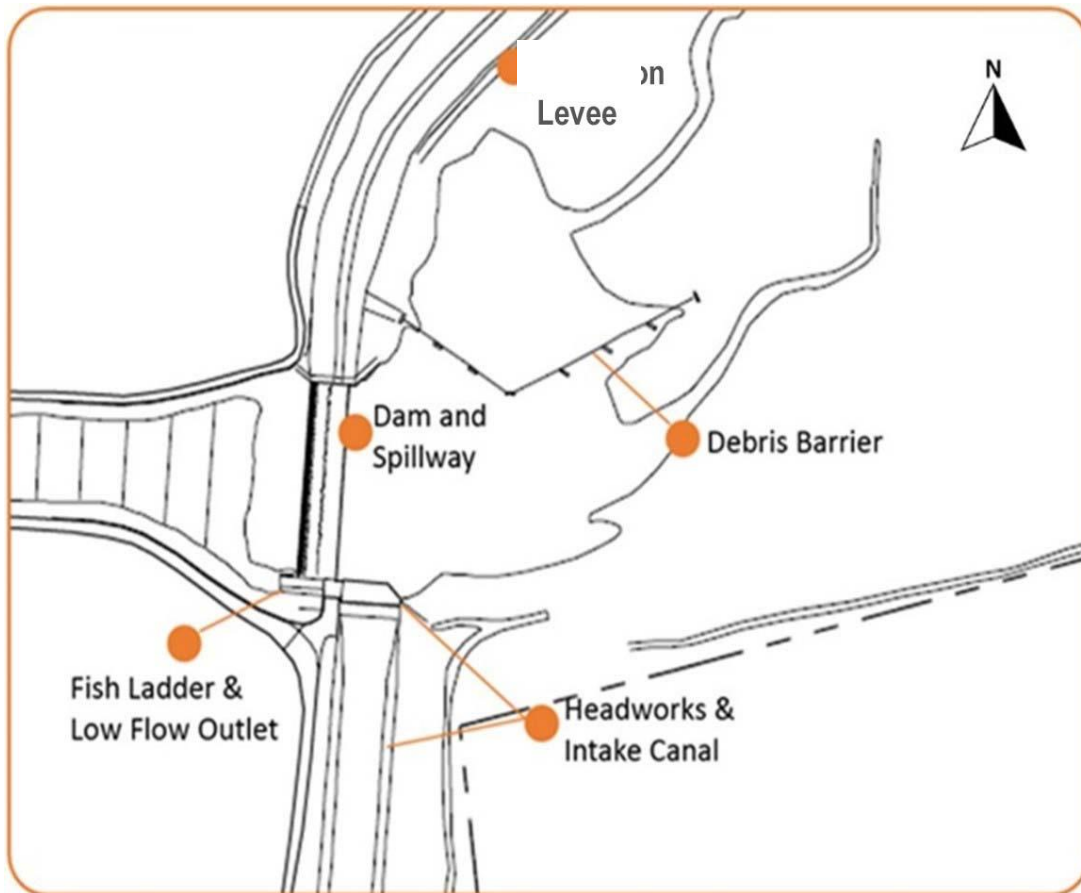 on
Levee
N
Dam and
Spillway
Debris Barrier
Fish Ladder &
Low Flow Outlet
Headworks &
Intake Canal